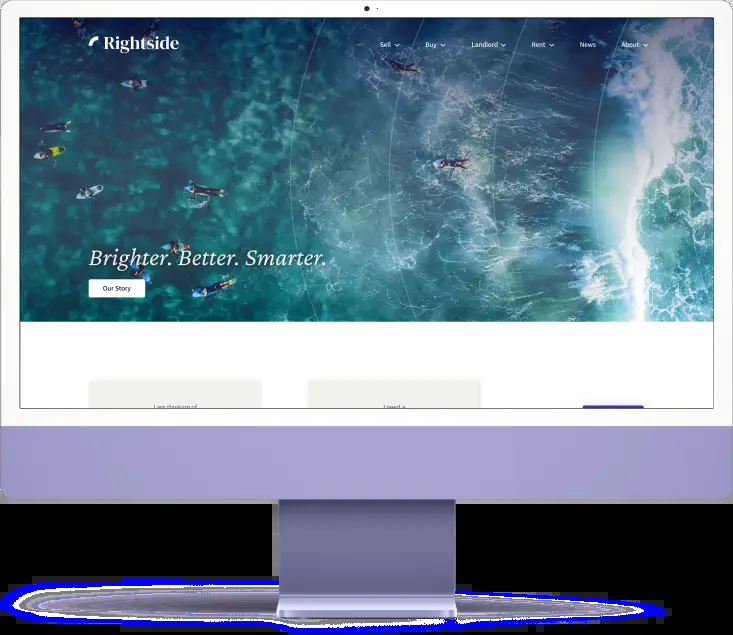 Rightside
Sell Buy Landlord Rent News About
Brighter. Better. Smarter.
Our Story
I am thinking of
I need a